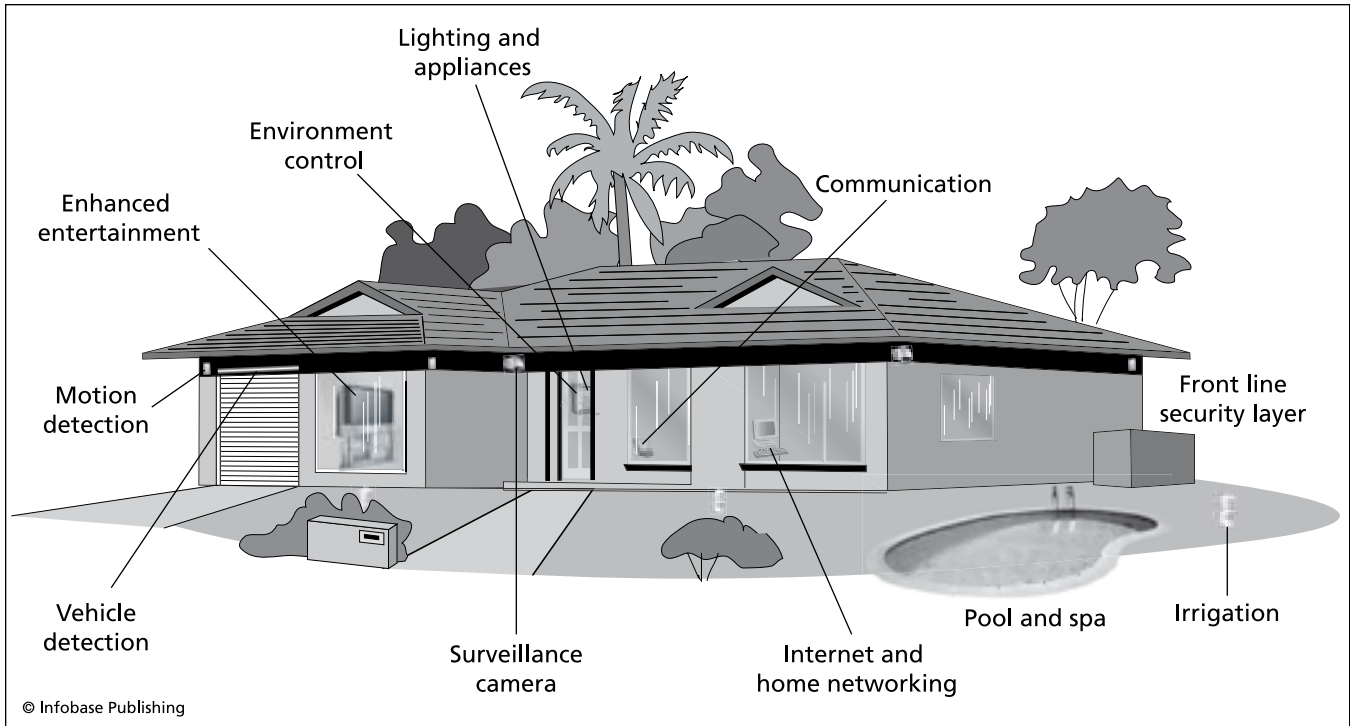 Lighting and
appliances
Environment
control
Communication
Enhanced
entertainment
Motion
detection
Front line
security layer
Vehicle
detection
Surveillance
camera
Internet and
home networking
Pool and spa
Irrigation
© Infobase Publishing